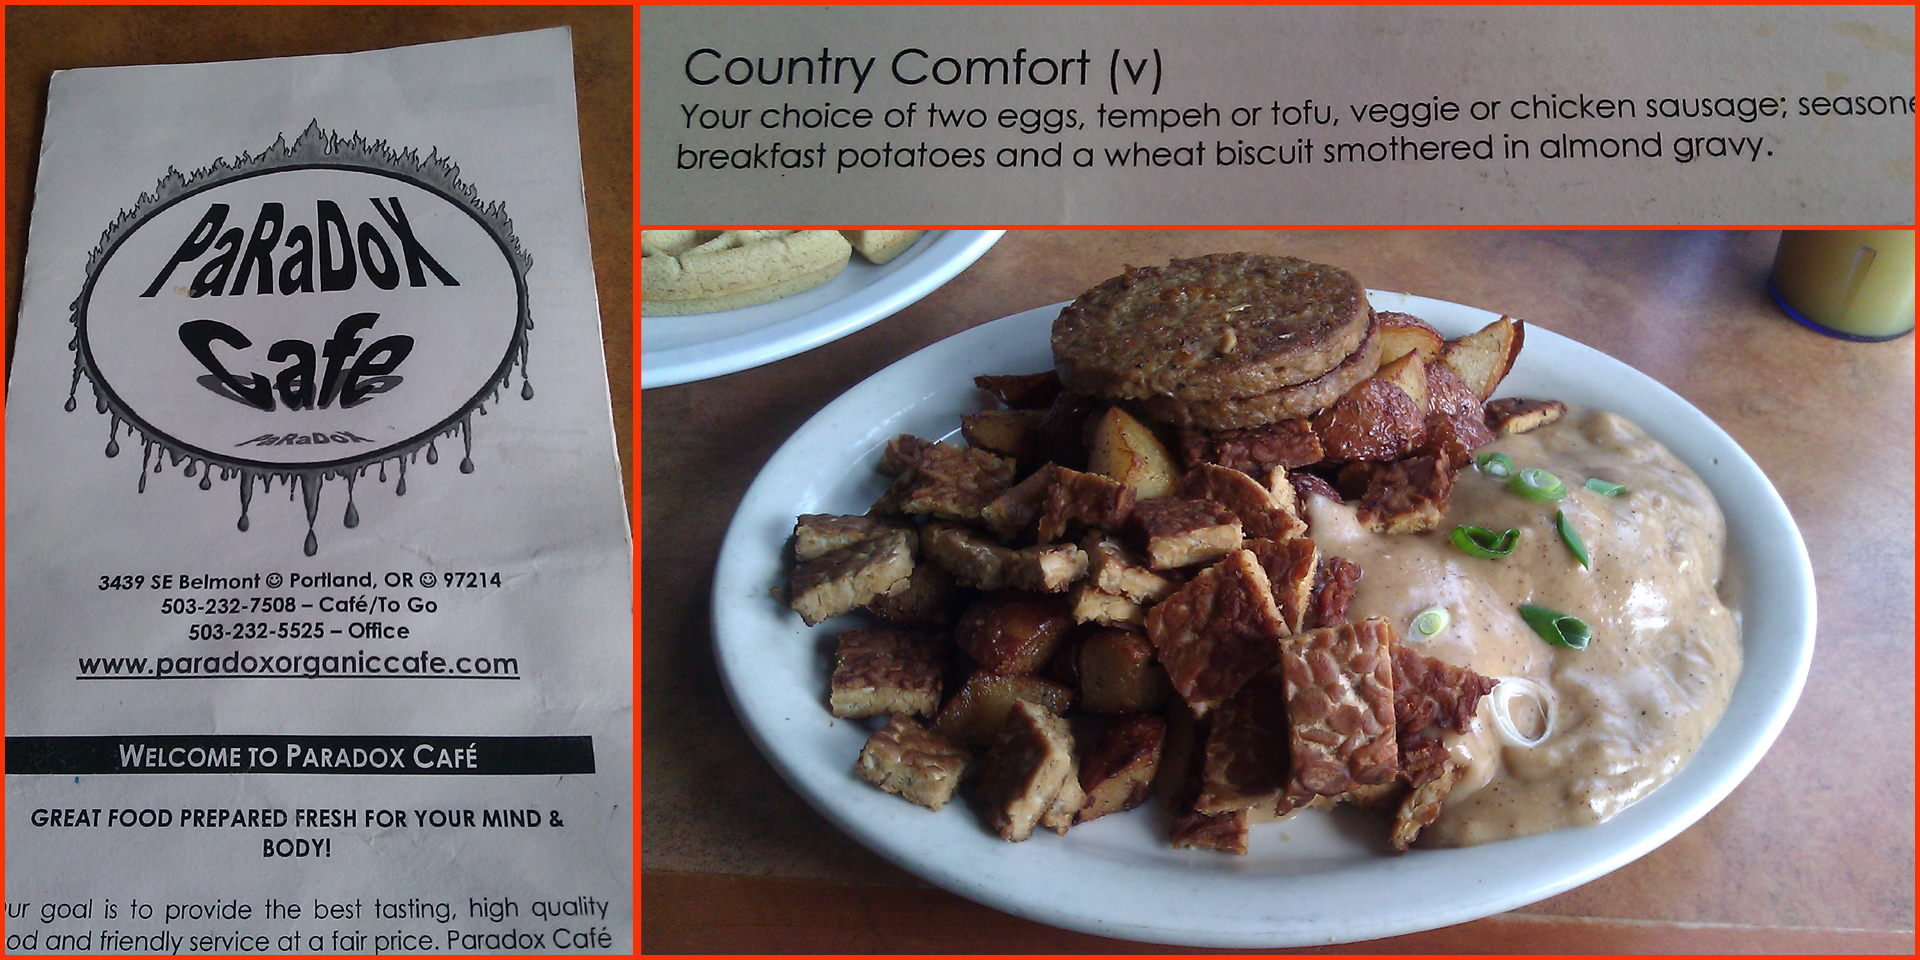 PaRaDoX
Cafe
PaRaDoX
3439 SE Belmont ☺ Portland, OR ☺ 97214
503-232-7508 – Café/To Go
503-232-5525 – Office
www.paradoxorganiccafe.com
WELCOME TO PARADOX CAFÉ
GREAT FOOD PREPARED FRESH FOR YOUR MIND &
BODY!
ur goal is to provide the best tasting, high quality
od and friendly service at a fair price. Paradox Café
Country Comfort (v)
Your choice of two eggs, tempeh or tofu, veggie or chicken sausage; seasone
breakfast potatoes and a wheat biscuit smothered in almond gravy.